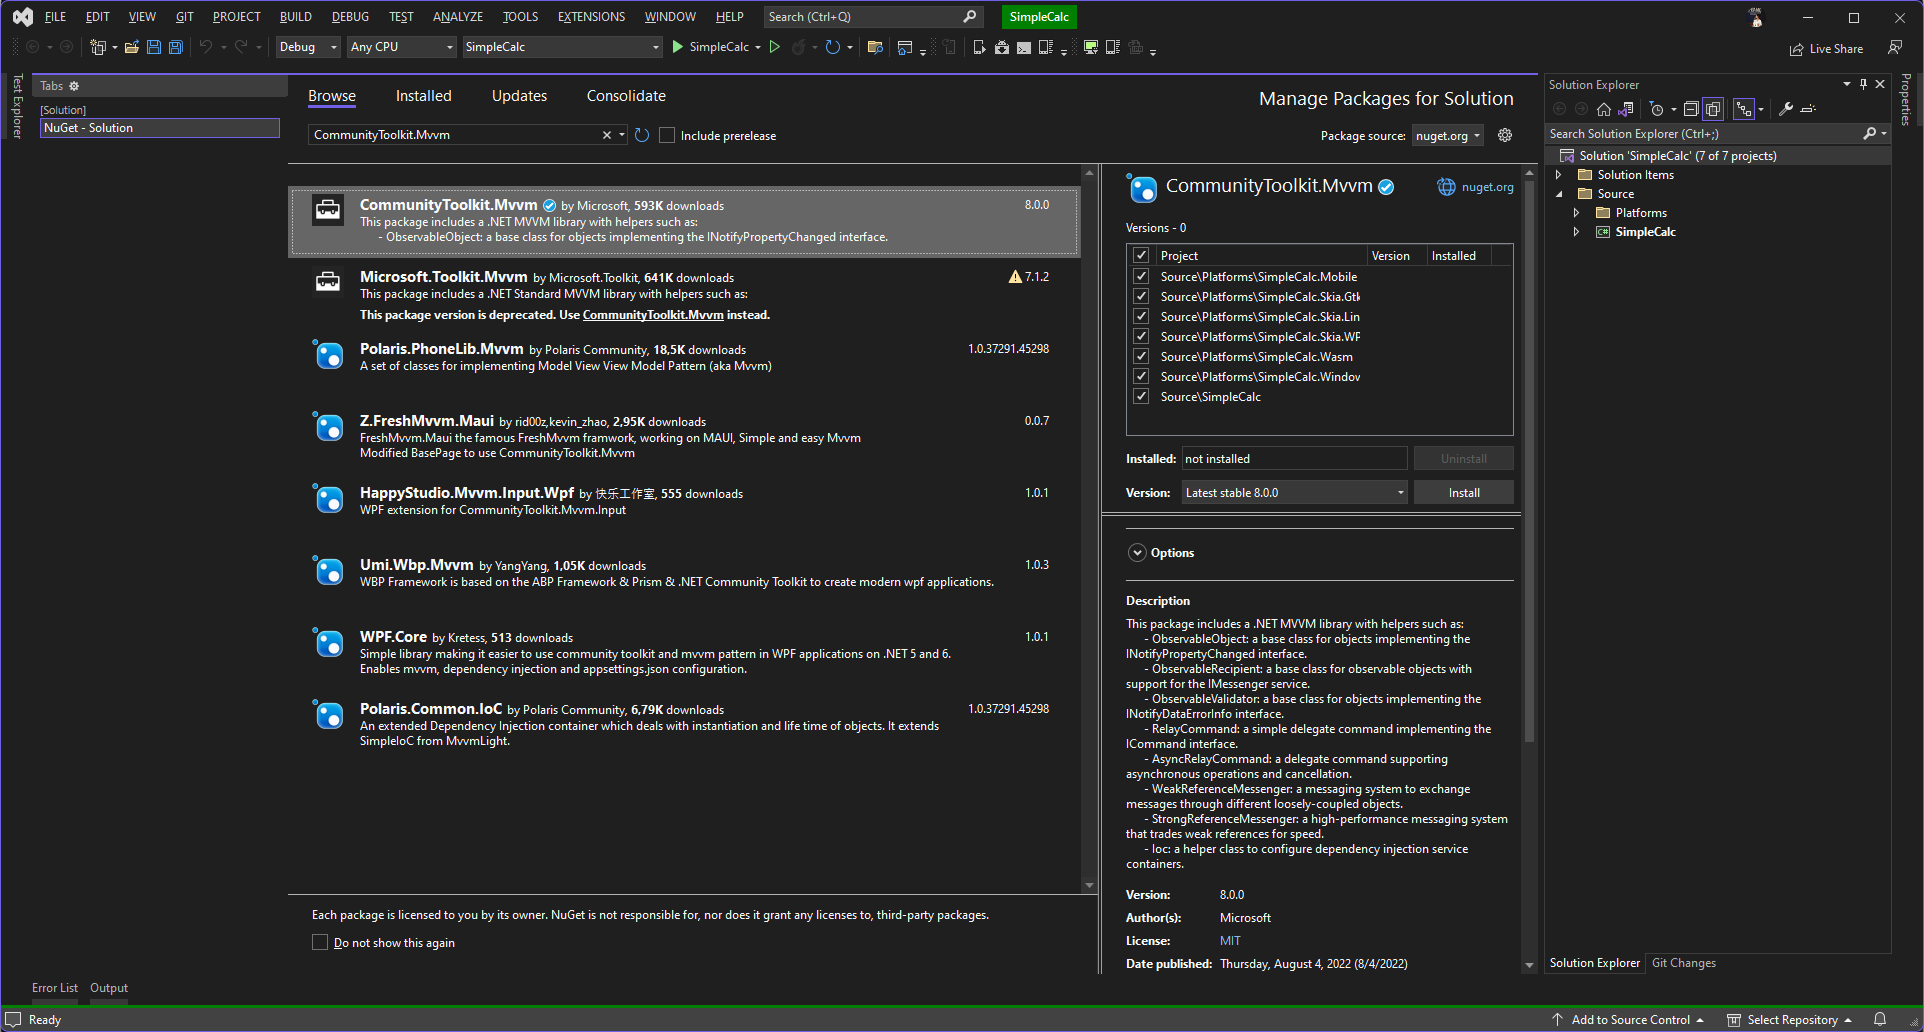 FILE EDIT VIEW GIT PROJECT BUILD DEBUG TEST ANALYZE TOOLS EXTENSIONS WINDOW HELP Search (Ctrl+Q) SimpleCalc
Debug Any CPU SimpleCalc SimpleCalc Live Share
Test Explorer
Tabs
[Solution]
NuGet - Solution
Browse Installed Updates Consolidate
Manage Packages for Solution
CommunityToolkit.Mvvm Include prerelease Package source: nuget.org
CommunityToolkit.Mvvm by Microsoft, 593K downloads 8.0.0
This package includes a .NET MVVM library with helpers such as:
- ObservableObject: a base class for objects implementing the INotifyPropertyChanged interface.
Microsoft.Toolkit.Mvvm by Microsoft.Toolkit, 641K downloads 7.1.2
This package includes a .NET Standard MVVM library with helpers such as:
This package version is deprecated. Use CommunityToolkit.Mvvm instead.
Polaris.PhoneLib.Mvvm by Polaris Community, 18,5K downloads 1.0.37291.45298
A set of classes for implementing Model View View Model Pattern (aka Mvvm)
Z.FreshMvvm.Maui by rid00z,kevin_zhao, 2,95K downloads 0.0.7
FreshMvvm.Maui the famous FreshMvvm framwork, working on MAUI, Simple and easy Mvvm
Modified BasePage to use CommunityToolkit.Mvvm
HappyStudio.Mvvm.Input.Wpf by 快乐工作室, 555 downloads 1.0.1
WPF extension for CommunityToolkit.Mvvm.Input
Umi.Wbp.Mvvm by YangYang, 1,05K downloads 1.0.3
WBP Framework is based on the ABP Framework & Prism & .NET Community Toolkit to create modern wpf applications.
WPF.Core by Kretess, 513 downloads 1.0.1
Simple library making it easier to use community toolkit and mvvm pattern in WPF applications on .NET 5 and 6.
Enables mvvm, dependency injection and appsettings.json configuration.
Polaris.Common.IoC by Polaris Community, 6,79K downloads 1.0.37291.45298
An extended Dependency Injection container which deals with instantiation and life time of objects. It extends
SimpleIoC from MvvmLight.
Each package is licensed to you by its owner. NuGet is not responsible for, nor does it grant any licenses to, third-party packages.
Do not show this again
CommunityToolkit.Mvvm nuget.org
Versions - 0
Project Version Installed
Source\Platforms\SimpleCalc.Mobile
Source\Platforms\SimpleCalc.Skia.Gtk
Source\Platforms\SimpleCalc.Skia.Lin
Source\Platforms\SimpleCalc.Skia.WP
Source\Platforms\SimpleCalc.Wasm
Source\Platforms\SimpleCalc.Window
Source\SimpleCalc
Installed: not installed Uninstall
Version: Latest stable 8.0.0 Install
Options
Description
This package includes a .NET MVVM library with helpers such as:
- ObservableObject: a base class for objects implementing the
INotifyPropertyChanged interface.
- ObservableRecipient: a base class for observable objects with
support for the IMessenger service.
- ObservableValidator: a base class for objects implementing the
INotifyDataErrorInfo interface.
- RelayCommand: a simple delegate command implementing the
ICommand interface.
- AsyncRelayCommand: a delegate command supporting
asynchronous operations and cancellation.
- WeakReferenceMessenger: a messaging system to exchange
messages through different loosely-coupled objects.
- StrongReferenceMessenger: a high-performance messaging system
that trades weak references for speed.
- Ioc: a helper class to configure dependency injection service
containers.
Version: 8.0.0
Author(s): Microsoft
License: MIT
Date published: Thursday, August 4, 2022 (8/4/2022)
Solution Explorer
Search Solution Explorer (Ctrl+;)
Solution 'SimpleCalc' (7 of 7 projects)
Solution Items
Source
Platforms
C# SimpleCalc
Solution Explorer Git Changes
Properties
Error List Output
Ready Add to Source Control Select Repository